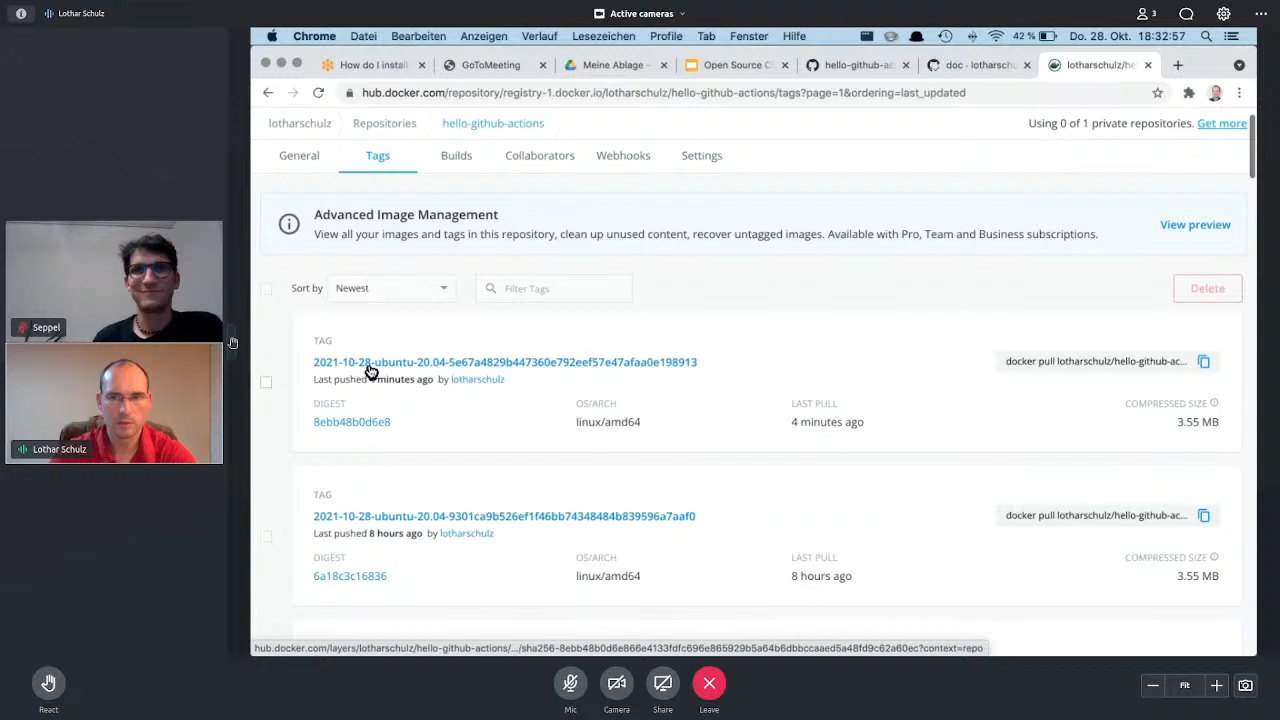 Lothar Schulz
Active cameras
3
Chrome Datei Bearbeiten Anzeigen Verlauf Lesezeichen Profile Tab Fenster Hilfe
42 % Do. 28. Okt. 18:32:57
How do I install
GoToMeeting
Meine Ablage –
Open Source C
hello-github-ac
doc · lotharsch
lotharschulz/he
hub.docker.com/repository/registry-1.docker.io/lotharschulz/hello-github-actions/tags?page=1&ordering=last_updated
lotharschulz Repositories hello-github-actions
Using 0 of 1 private repositories. Get more
General Tags Builds Collaborators Webhooks Settings
Advanced Image Management
View all your images and tags in this repository, clean up unused content, recover untagged images. Available with Pro, Team and Business subscriptions.
View preview
Sort by Newest Filter Tags Delete
TAG
2021-10-28-ubuntu-20.04-5e67a4829b447360e792eef57e47afaa0e198913
docker pull lotharschulz/hello-github-ac...
Last pushed minutes ago by lotharschulz
DIGEST OS/ARCH LAST PULL COMPRESSED SIZE
8ebb48b0d6e8 linux/amd64 4 minutes ago 3.55 MB
TAG
2021-10-28-ubuntu-20.04-9301ca9b526ef1f46bb74348484b839596a7aaf0
docker pull lotharschulz/hello-github-ac...
Last pushed 8 hours ago by lotharschulz
DIGEST OS/ARCH LAST PULL COMPRESSED SIZE
6a18c3c16836 linux/amd64 8 hours ago 3.55 MB
hub.docker.com/layers/lotharschulz/hello-github-actions/.../sha256-8ebb48b0d6e866e4133fdfc696e865929b5a64b6dbbccaaed5a48fd9c62a60ec?context=repo
Seppel
Lothar Schulz
React
Mic Camera Share Leave
Fit